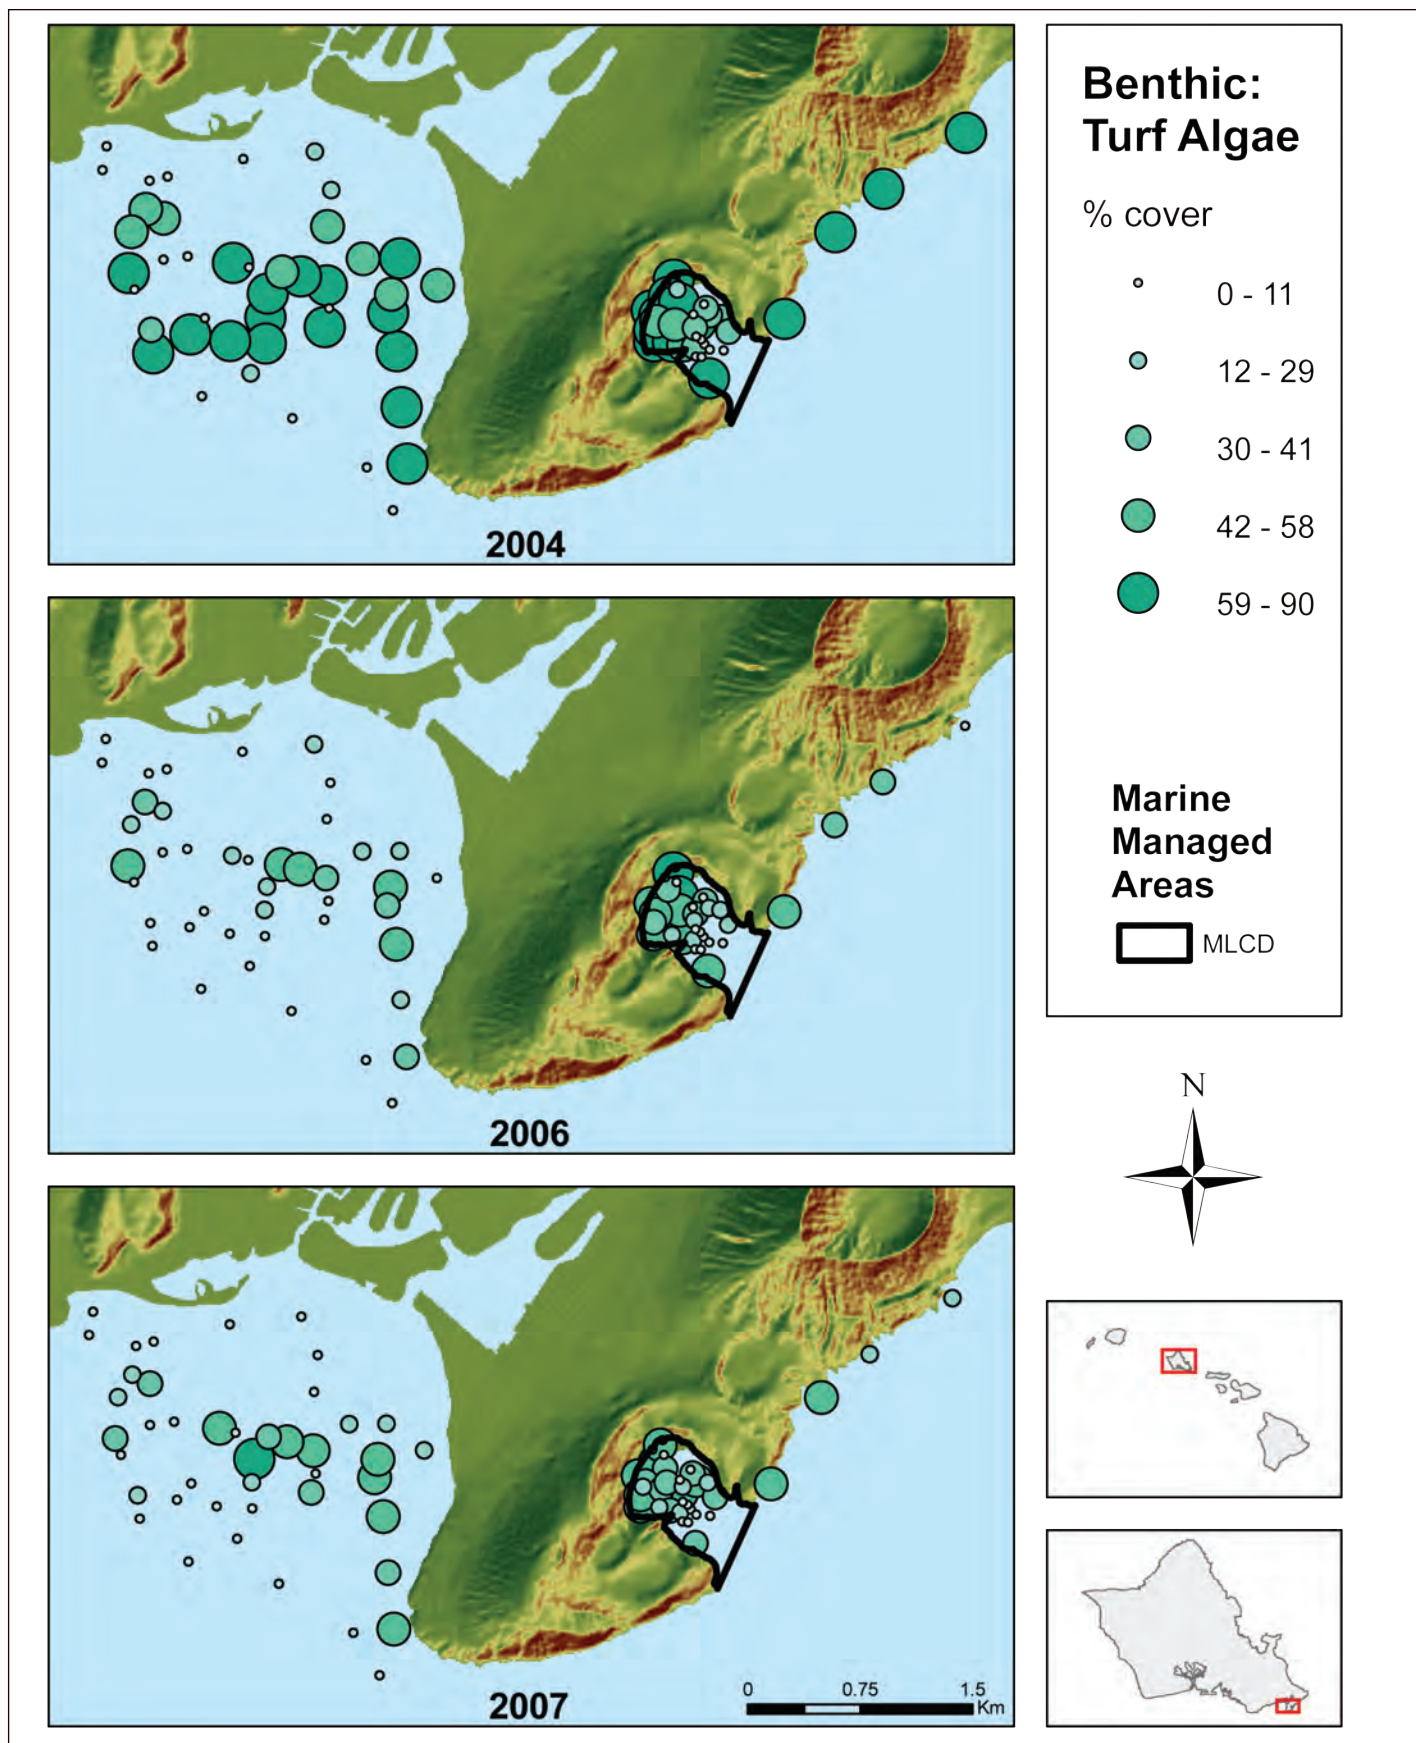 Benthic:
Turf Algae
% cover
0 - 11
12 - 29
30 - 41
42 - 58
59 - 90
Marine
Managed
Areas
MLCD
N
2004
2006
2007
0 0.75 1.5
Km